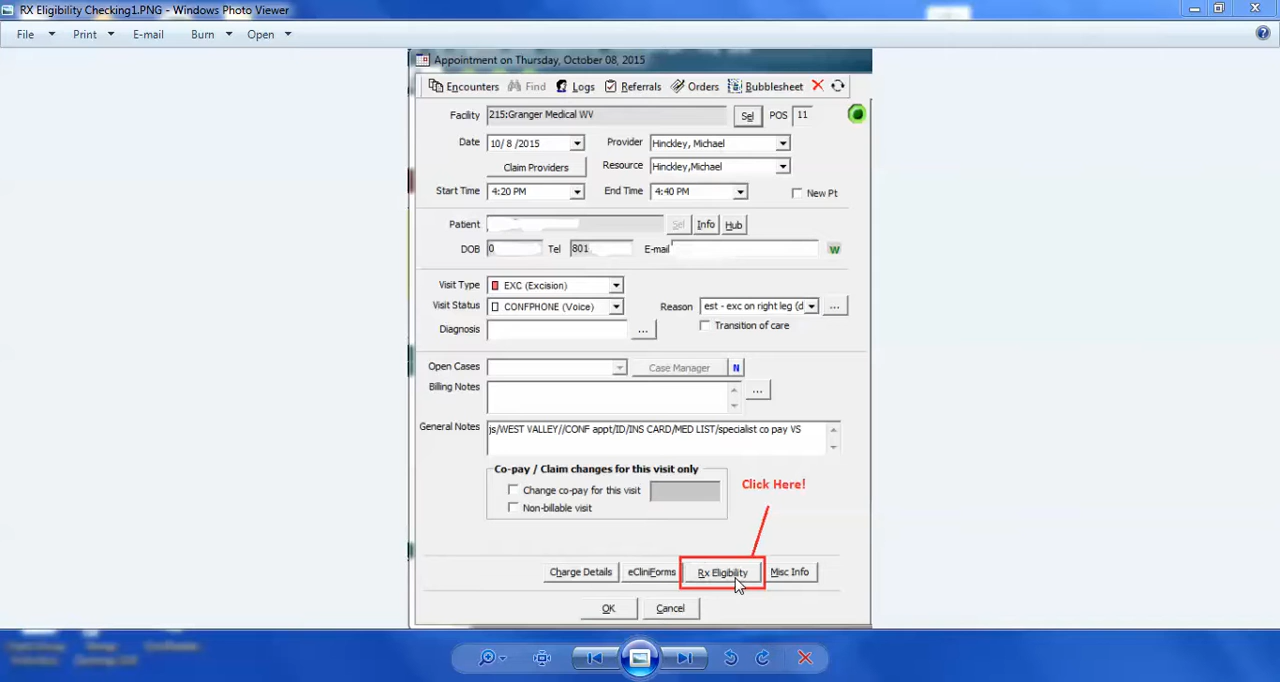 RX Eligibility Checking1.PNG - Windows Photo Viewer
File Print E-mail Burn Open
Appointment on Thursday, October 08, 2015
Encounters Find Logs Referrals Orders Bubblesheet
Facility 215:Granger Medical WV Sel POS 11
Date 10/ 8 /2015 Provider Hinckley, Michael
Claim Providers Resource Hinckley,Michael
Start Time 4:20 PM End Time 4:40 PM New Pt
Patient Sel Info Hub
DOB 0 Tel 801 E-mail W
Visit Type EXC (Excision)
Visit Status CONFPHONE (Voice) Reason est - exc on right leg (d ...
Diagnosis ... Transition of care
Open Cases Case Manager N
Billing Notes ...
General Notes js/WEST VALLEY//CONF appt/ID/INS CARD/MED LIST/specialist co pay VS
Co-pay / Claim changes for this visit only
Change co-pay for this visit
Click Here!
Non-billable visit
Charge Details eCliniForms Rx Eligibility Misc Info
OK Cancel